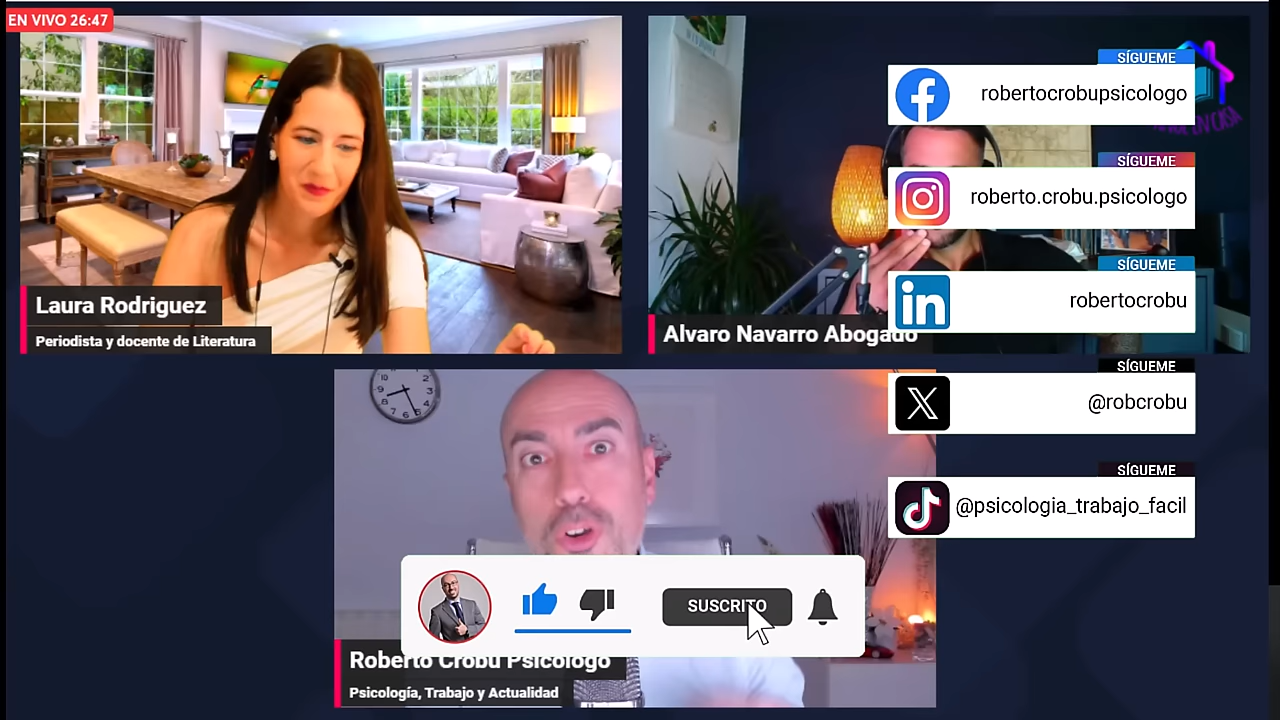 EN VIVO 26:47
Laura Rodriguez
Periodista y docente de Literatura
Alvaro Navarro Abogado
SÍGUEME
robertocrobupsicologo
SÍGUEME
roberto.crobu.psicologo
SÍGUEME
robertocrobu
SÍGUEME
@robcrobu
SÍGUEME
@psicologia_trabajo_facil
SUSCRITO
Roberto Crobu Psicólogo
Psicología, Trabajo y Actualidad